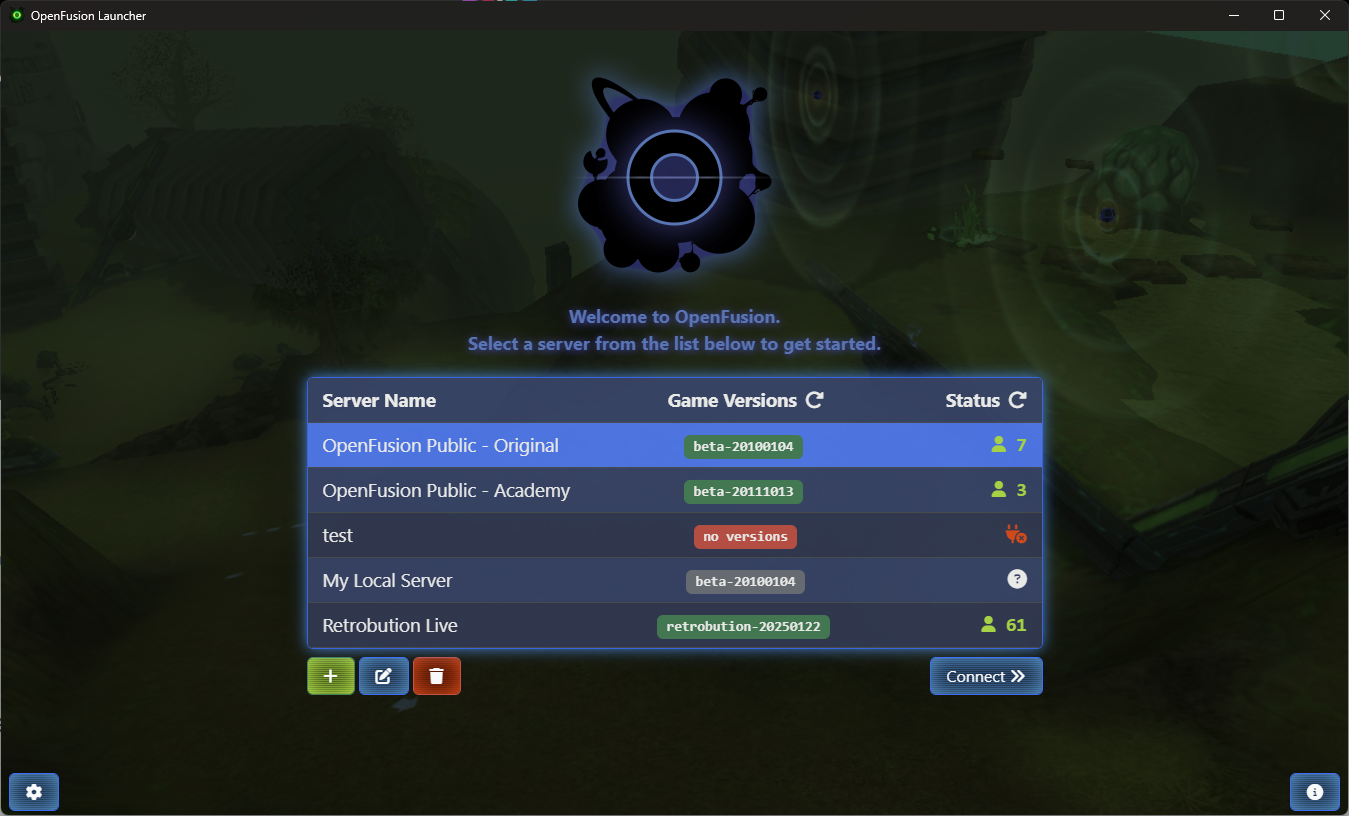 OpenFusion Launcher
Welcome to OpenFusion.
Select a server from the list below to get started.
Server Name Game Versions Status
OpenFusion Public - Original beta-20100104 7
OpenFusion Public - Academy beta-20111013 3
test no versions
My Local Server beta-20100104 ?
Retrobution Live retrobution-20250122 61
Connect